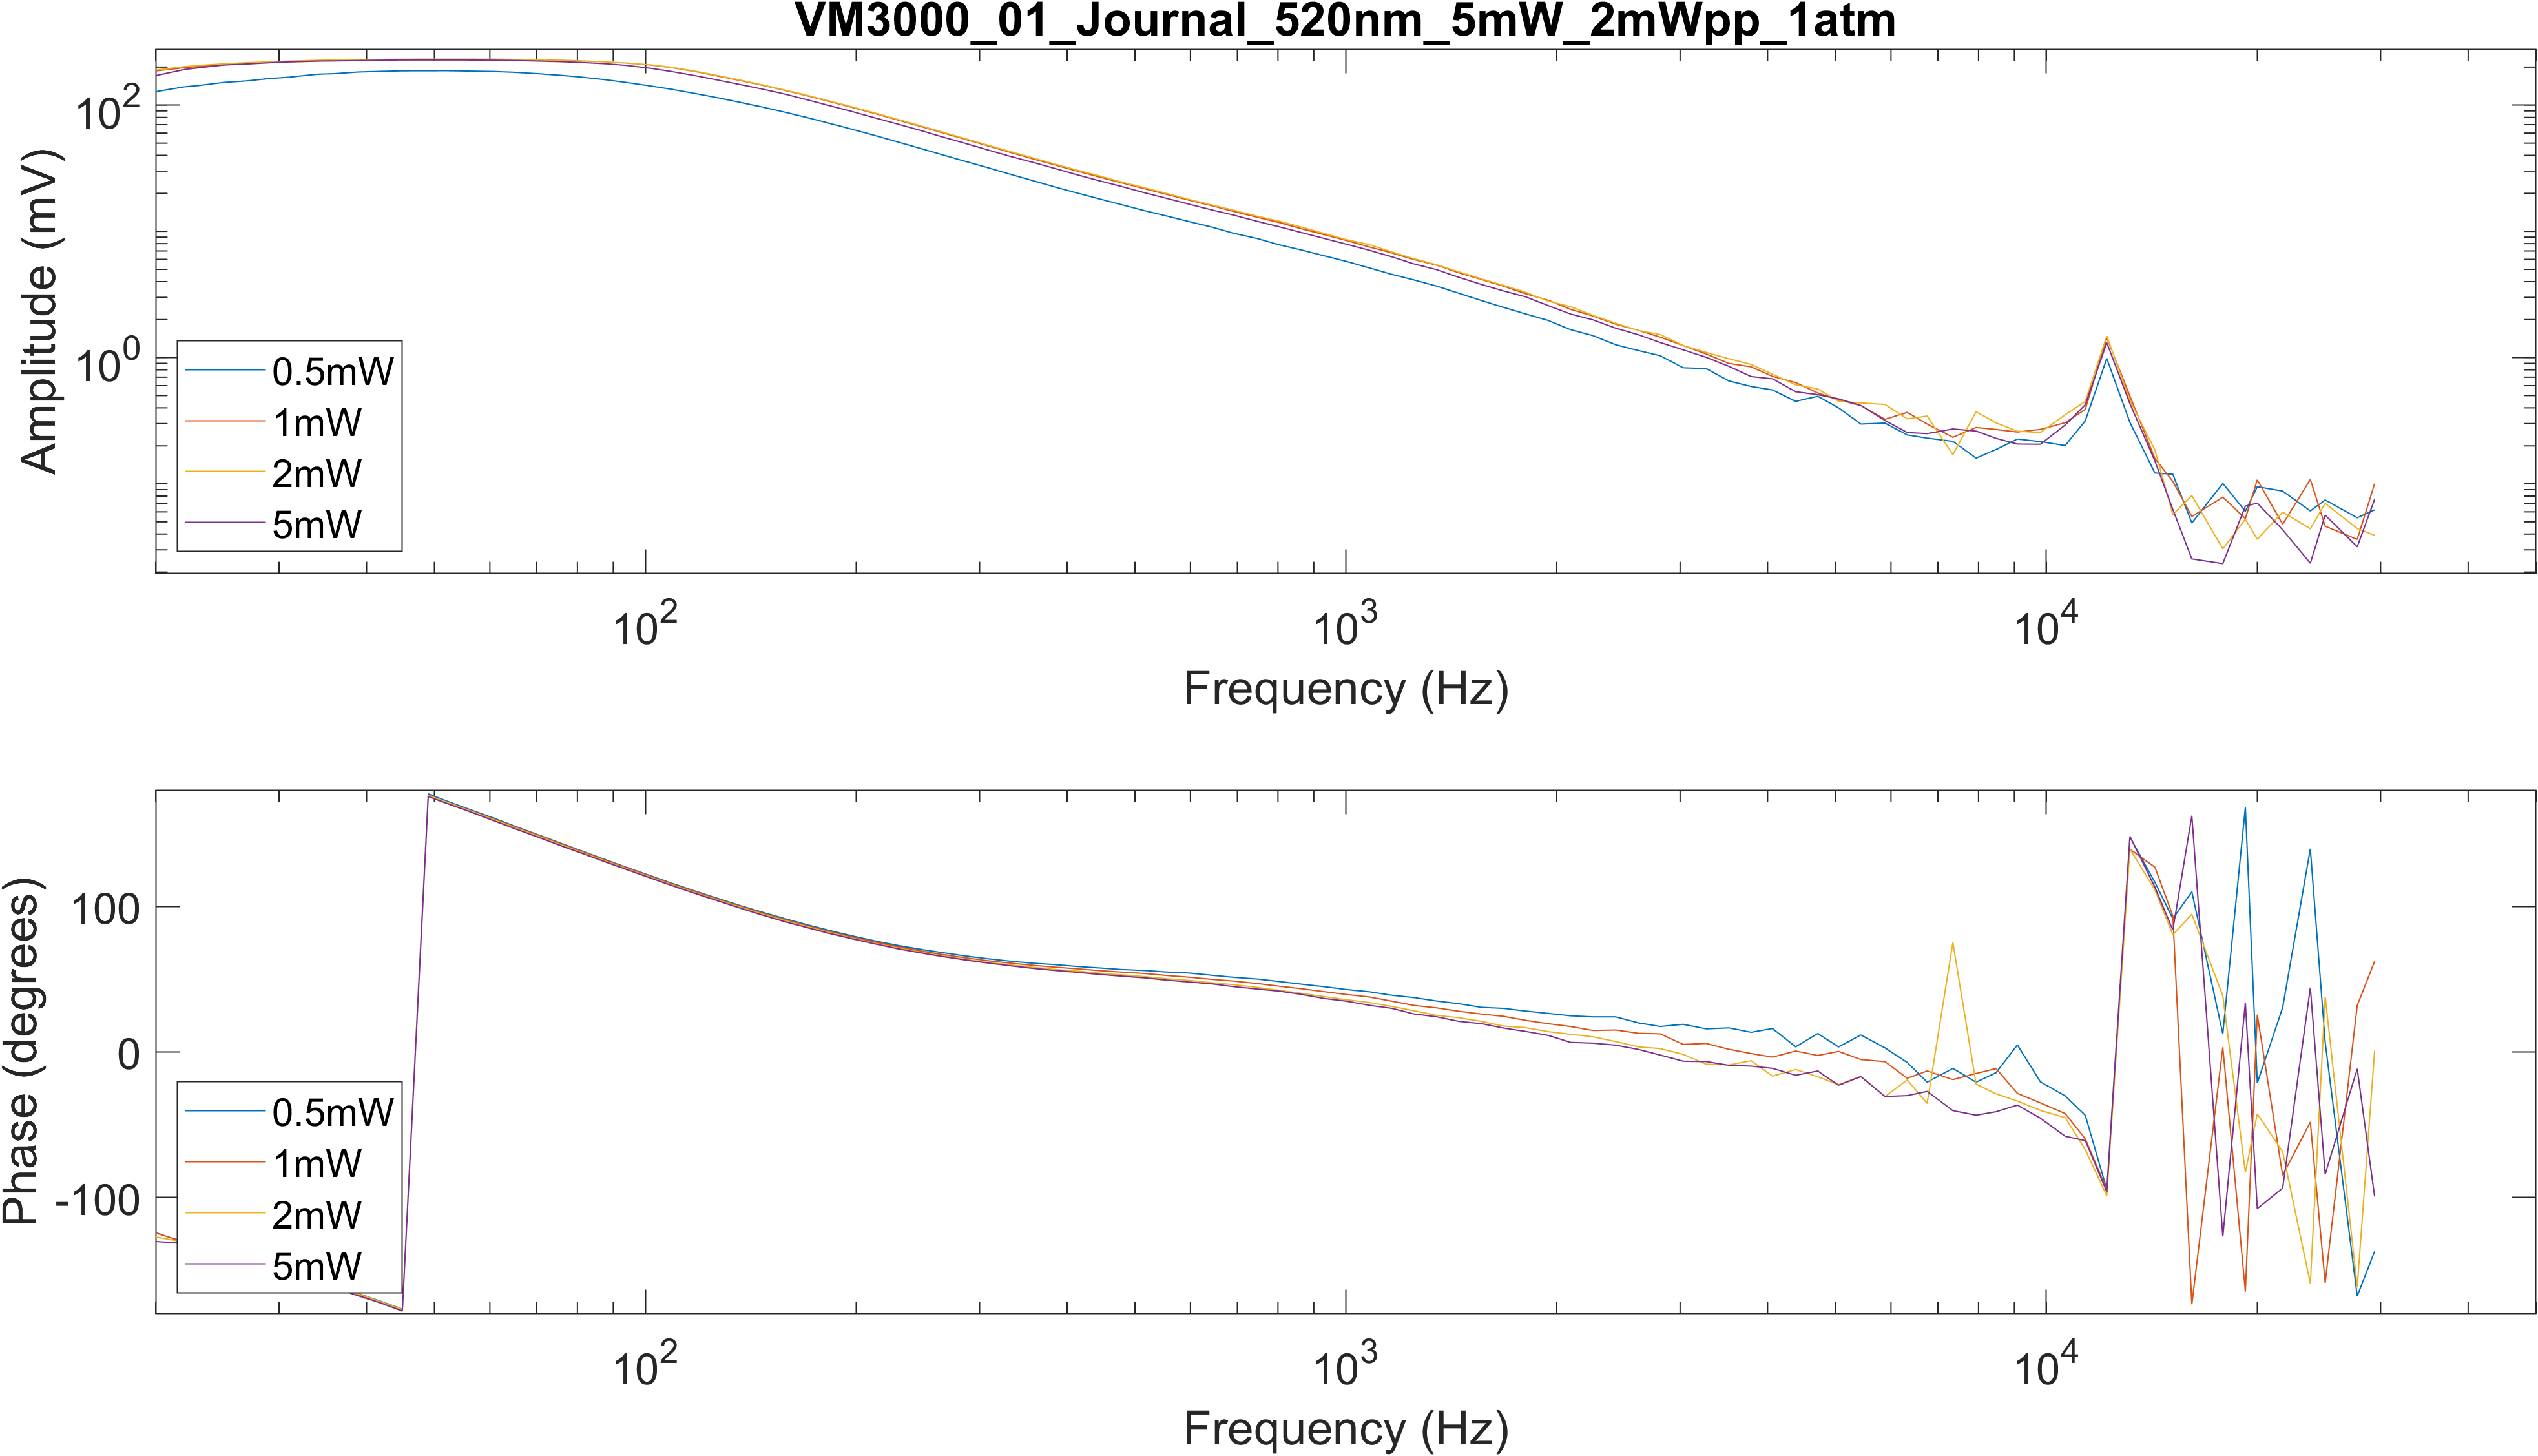 VM3000_01_Journal_520nm_5mW_2mWpp_1atm
Amplitude (mV)
10^2
10^0
0.5mW
1mW
2mW
5mW
10^2
10^3
10^4
Frequency (Hz)
Phase (degrees)
100
0
-100
0.5mW
1mW
2mW
5mW
10^2
10^3
10^4
Frequency (Hz)